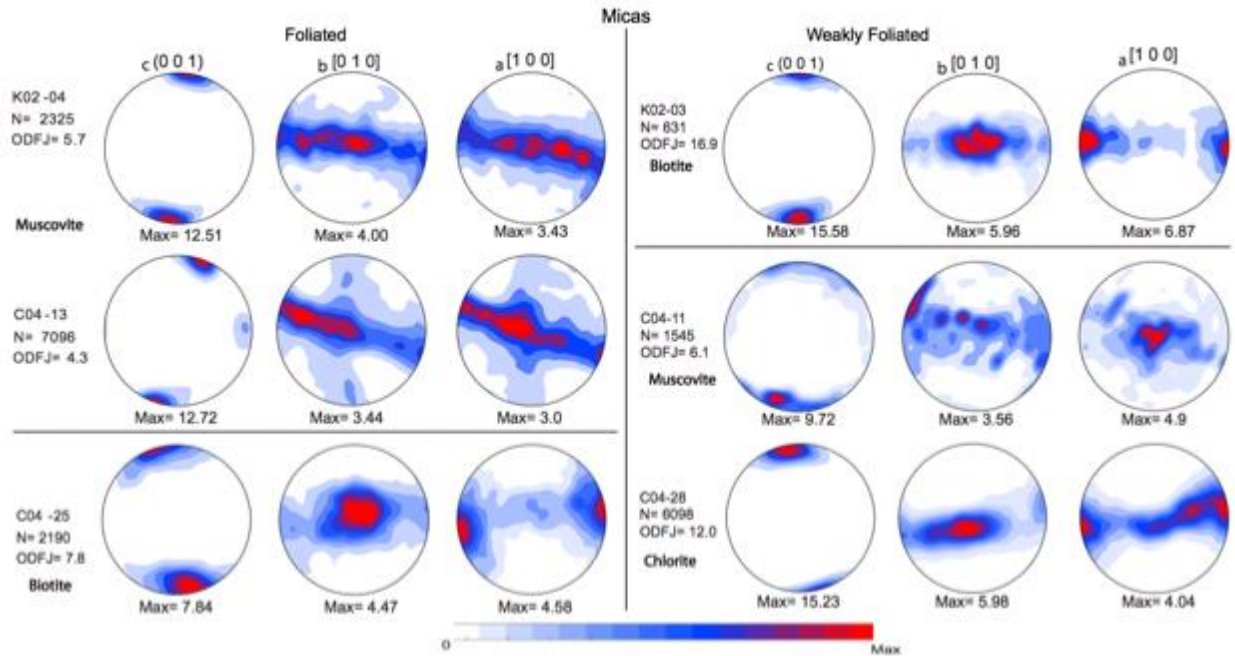 Micas
Foliated
c (0 0 1)
b [0 1 0]
a [1 0 0]
K02 -04
N= 2325
ODFJ= 5.7
Muscovite
Max= 12.51
Max= 4.00
Max= 3.43
C04 -13
N= 7096
ODFJ= 4.3
Max= 12.72
Max= 3.44
Max= 3.0
C04 -25
N= 2190
ODFJ= 7.8
Biotite
Max= 7.84
Max= 4.47
Max= 4.58
Weakly Foliated
c (0 0 1)
b [0 1 0]
a [1 0 0]
K02-03
N= 631
ODFJ= 16.9
Biotite
Max= 15.58
Max= 5.96
Max= 6.87
C04-11
N= 1545
ODFJ= 6.1
Muscovite
Max= 9.72
Max= 3.56
Max= 4.9
C04-28
N= 6098
ODFJ= 12.0
Chlorite
Max= 15.23
Max= 5.98
Max= 4.04
0
Max